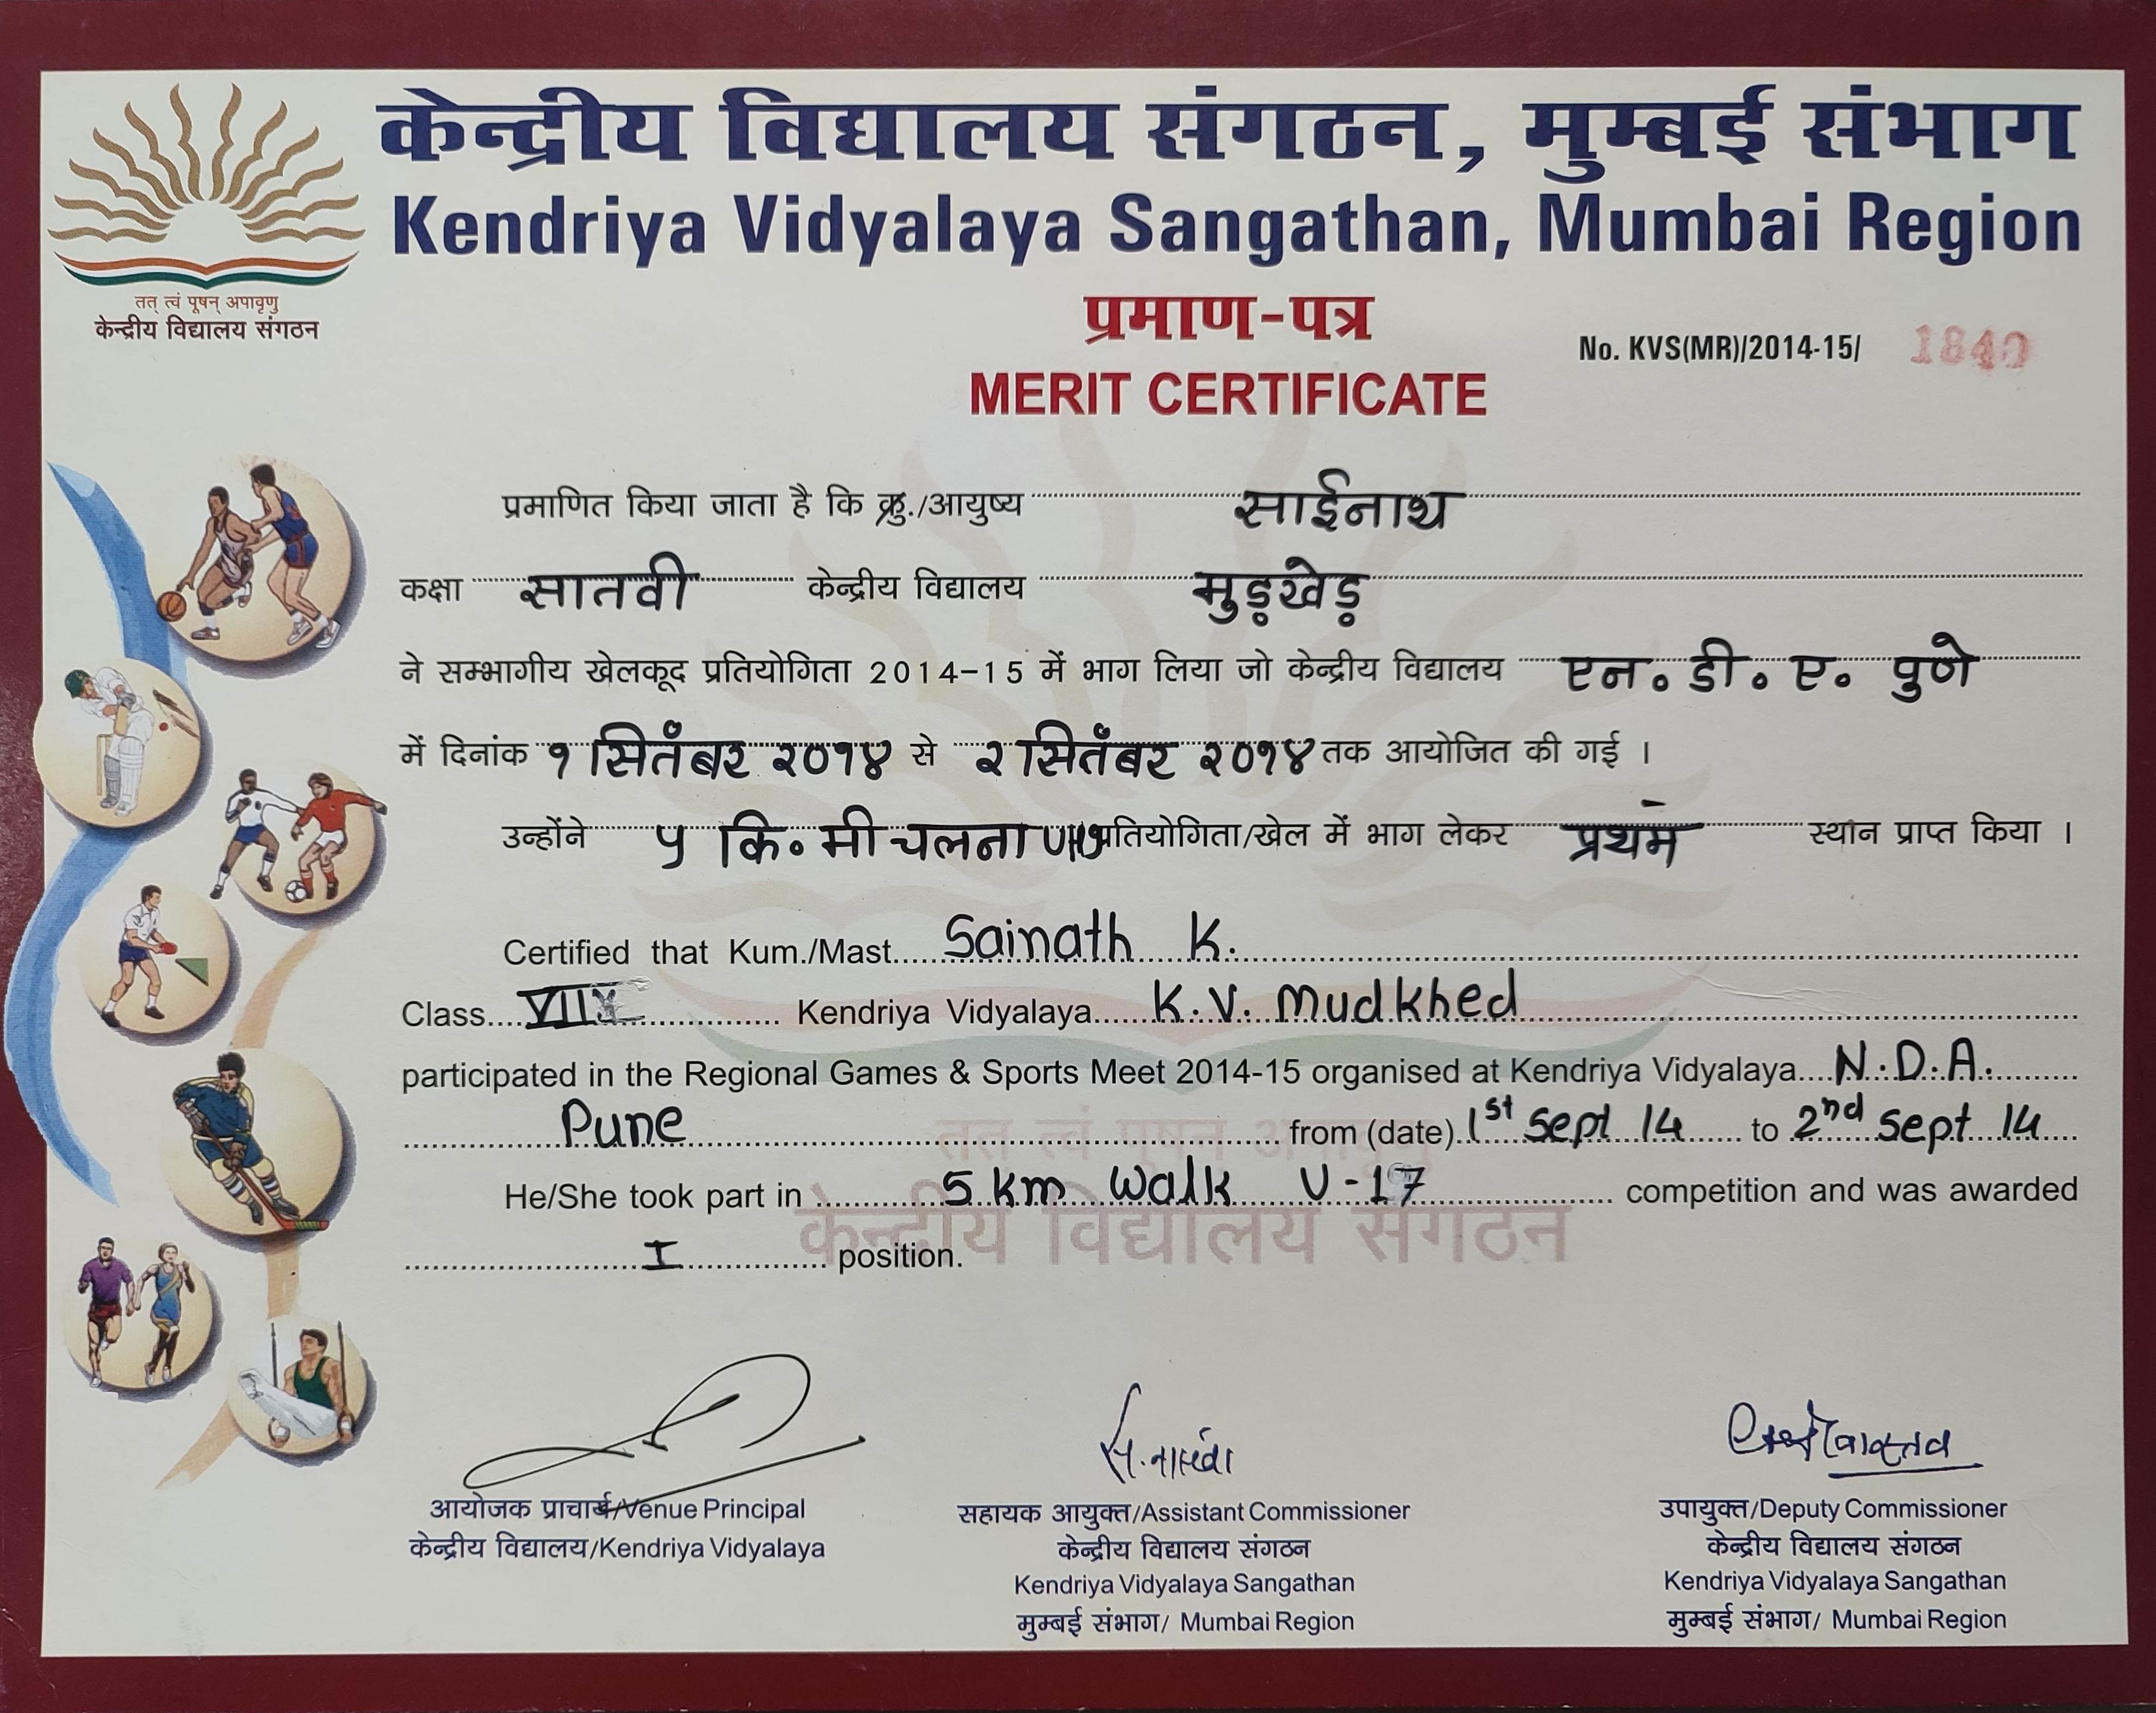 केन्द्रीय विद्यालय संगठन, मुम्बई संभाग
Kendriya Vidyalaya Sangathan, Mumbai Region
तत् त्वं पूषन् अपावृणु
केन्द्रीय विद्यालय संगठन
प्रमाण-पत्र
No. KVS(MR)/2014-15/ 1840
MERIT CERTIFICATE
प्रमाणित किया जाता है कि कु./आयुष्य साईनाथ
कक्षा सातवी केन्द्रीय विद्यालय मुड़खेड़
ने सम्भागीय खेलकूद प्रतियोगिता 2014-15 में भाग लिया जो केन्द्रीय विद्यालय एन. डी. ए. पुणे
में दिनांक १ सितंबर २०१४ से २ सितंबर २०१४ तक आयोजित की गई ।
उन्होंने ५ कि. मी चलना प्रतियोगिता/खेल में भाग लेकर प्रथम स्थान प्राप्त किया ।
Certified that Kum./Mast. Sainath K.
Class VII Kendriya Vidyalaya K.V. Mudkhed
participated in the Regional Games & Sports Meet 2014-15 organised at Kendriya Vidyalaya N.D.A.
Pune from (date) 1st Sept 14 to 2nd Sept 14
He/She took part in 5 km Walk U-17 competition and was awarded
I position.
तत् त्वं पूषन् अपावृणु
केन्द्रीय विद्यालय संगठन
आयोजक प्राचार्य/Venue Principal
केन्द्रीय विद्यालय/Kendriya Vidyalaya
सहायक आयुक्त/Assistant Commissioner
केन्द्रीय विद्यालय संगठन
Kendriya Vidyalaya Sangathan
मुम्बई संभाग/ Mumbai Region
उपायुक्त/Deputy Commissioner
केन्द्रीय विद्यालय संगठन
Kendriya Vidyalaya Sangathan
मुम्बई संभाग/ Mumbai Region